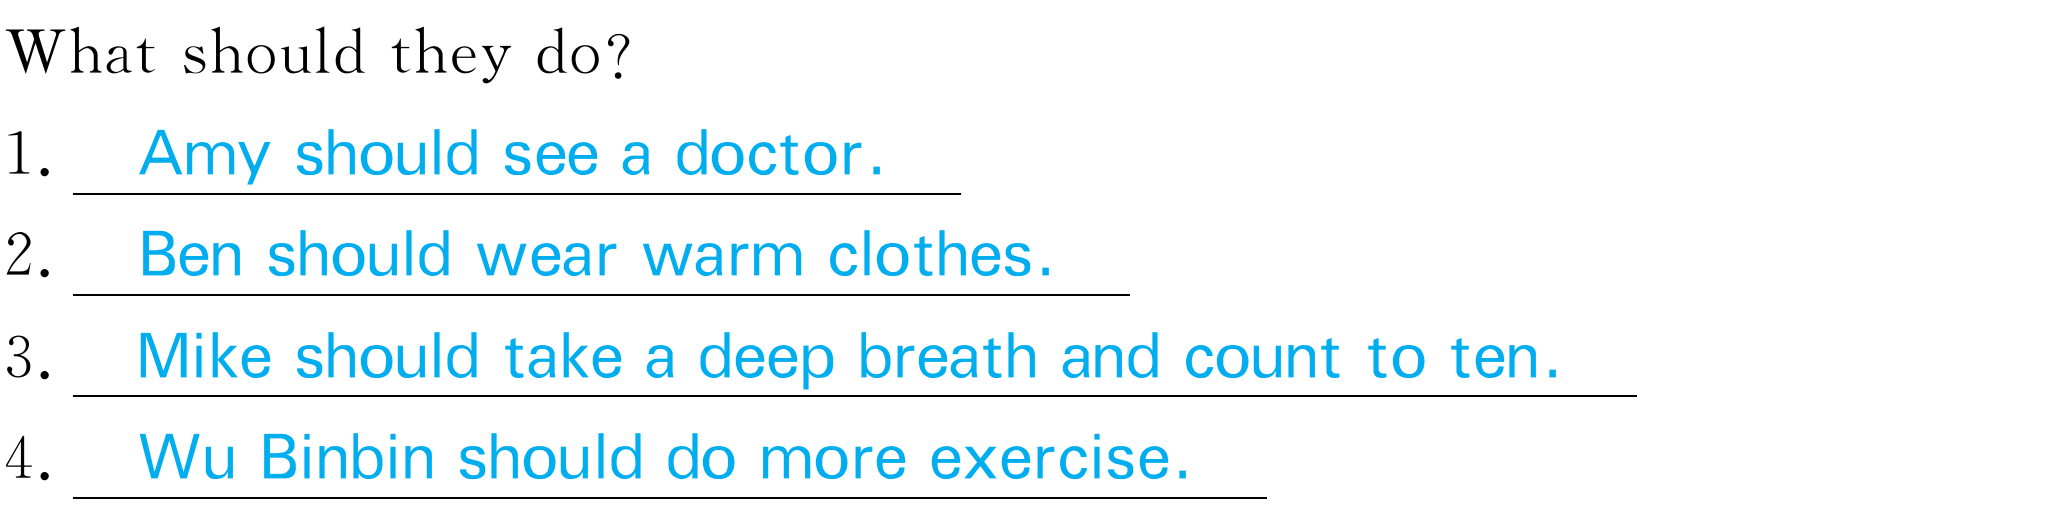 What should they do?
1. Amy should see a doctor.
2. Ben should wear warm clothes.
3. Mike should take a deep breath and count to ten.
4. Wu Binbin should do more exercise.